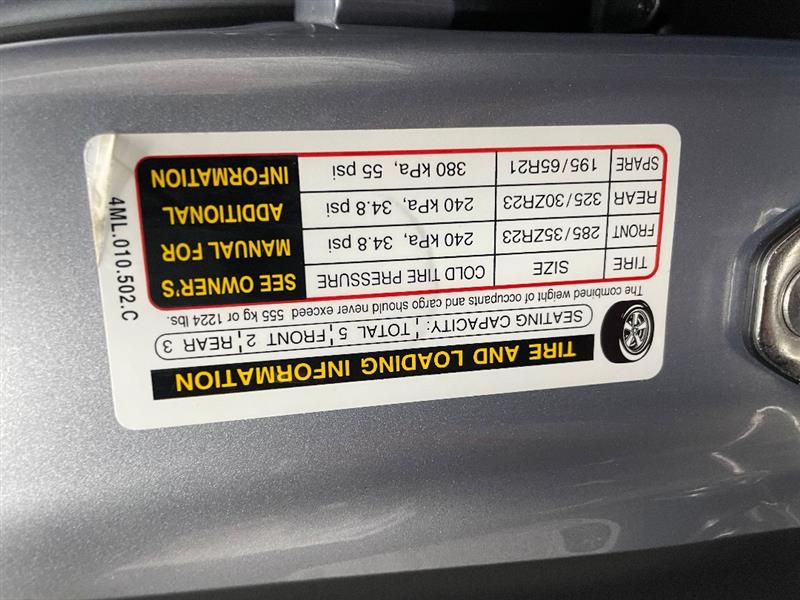 TIRE AND LOADING INFORMATION
SEATING CAPACITY: TOTAL 5 FRONT 2 REAR 3
The combined weight of occupants and cargo should never exceed 555 kg or 1224 lbs.
TIRE SIZE COLD TIRE PRESSURE
FRONT 285/35ZR23 240 kPa, 34.8 psi
REAR 325/30ZR23 240 kPa, 34.8 psi
SPARE 195/65R21 380 kPa, 55 psi
SEE OWNER'S
MANUAL FOR
ADDITIONAL
INFORMATION
4ML.010.502.C